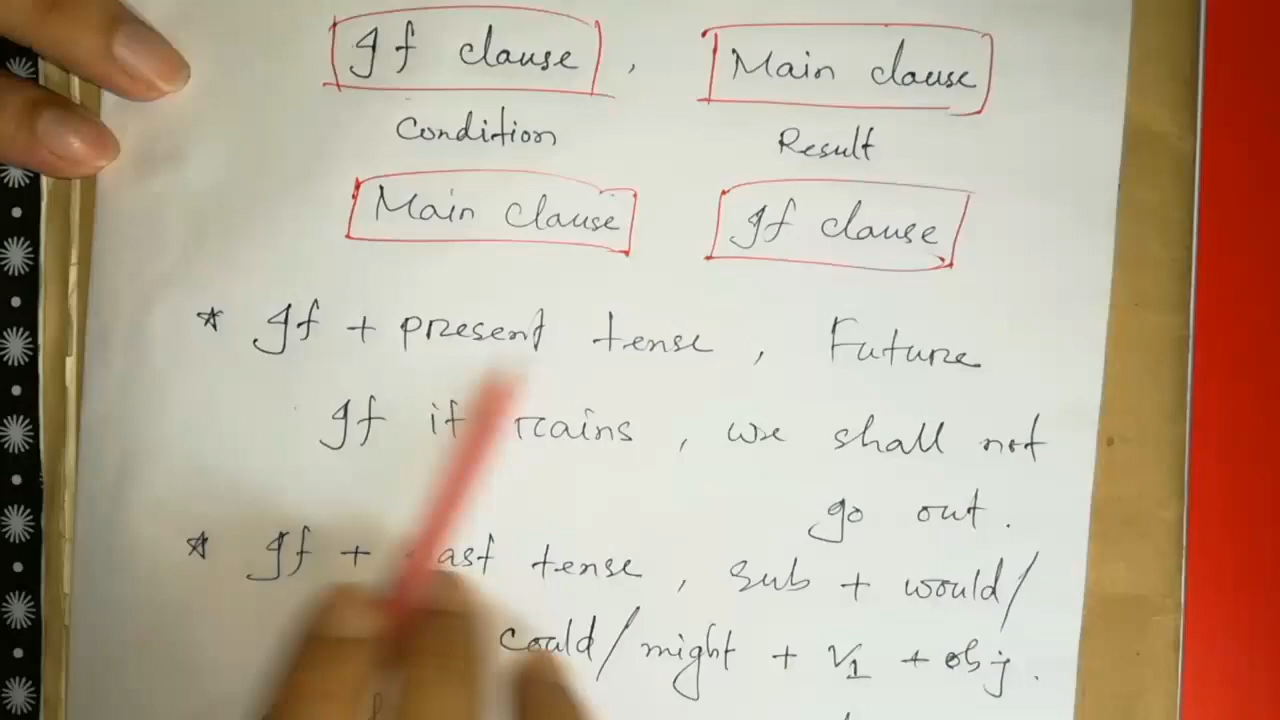 If clause , Main clause
Condition Result
Main clause If clause
* If + present tense , Future
If it rains , we shall not
go out .
* If + past tense , sub + would/
could/might + V1 + obj .